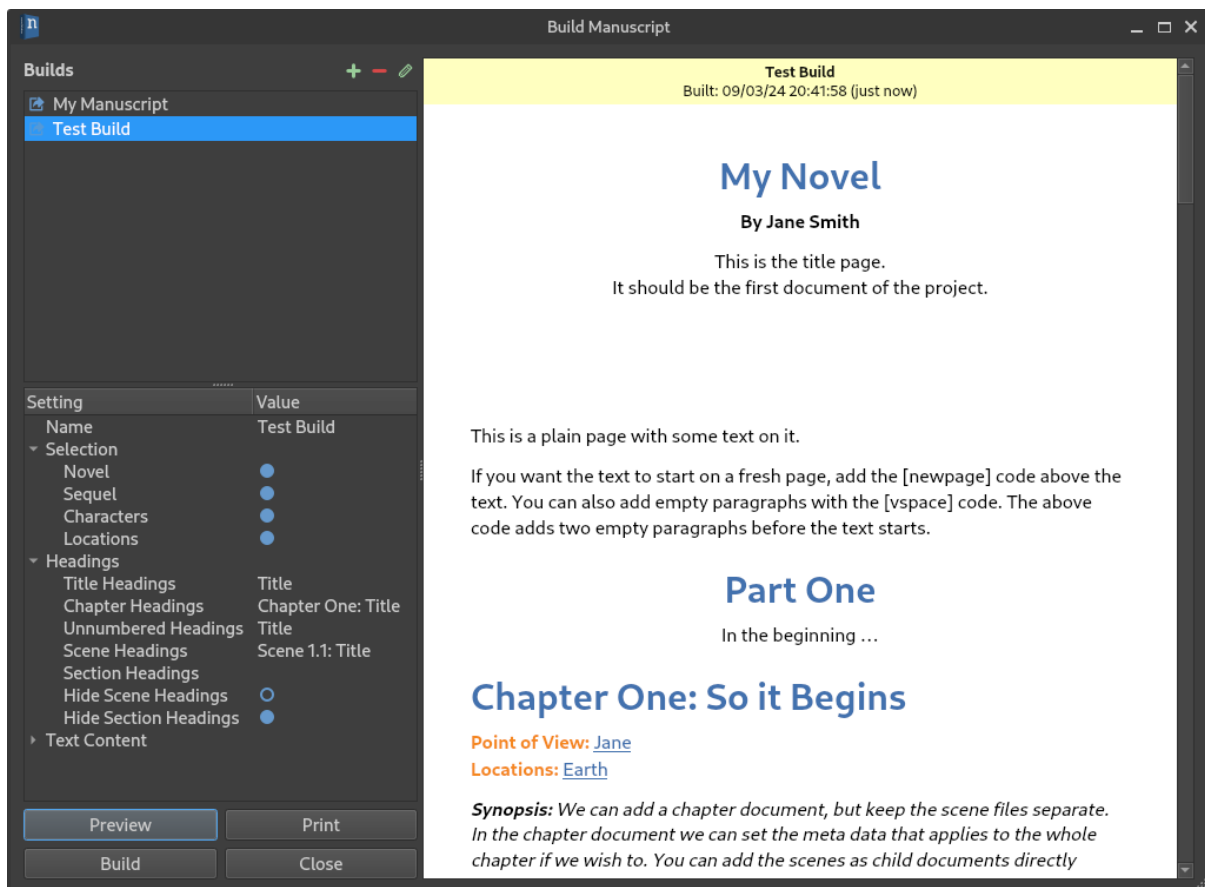 n
Build Manuscript
Builds
My Manuscript
Test Build
Setting Value
Name Test Build
Selection
Novel
Sequel
Characters
Locations
Headings
Title Headings Title
Chapter Headings Chapter One: Title
Unnumbered Headings Title
Scene Headings Scene 1.1: Title
Section Headings
Hide Scene Headings
Hide Section Headings
Text Content
Preview Print
Build Close
Test Build
Built: 09/03/24 20:41:58 (just now)
My Novel
By Jane Smith
This is the title page.
It should be the first document of the project.
This is a plain page with some text on it.
If you want the text to start on a fresh page, add the [newpage] code above the
text. You can also add empty paragraphs with the [vspace] code. The above
code adds two empty paragraphs before the text starts.
Part One
In the beginning …
Chapter One: So it Begins
Point of View: Jane
Locations: Earth
Synopsis: We can add a chapter document, but keep the scene files separate.
In the chapter document we can set the meta data that applies to the whole
chapter if we wish to. You can add the scenes as child documents directly